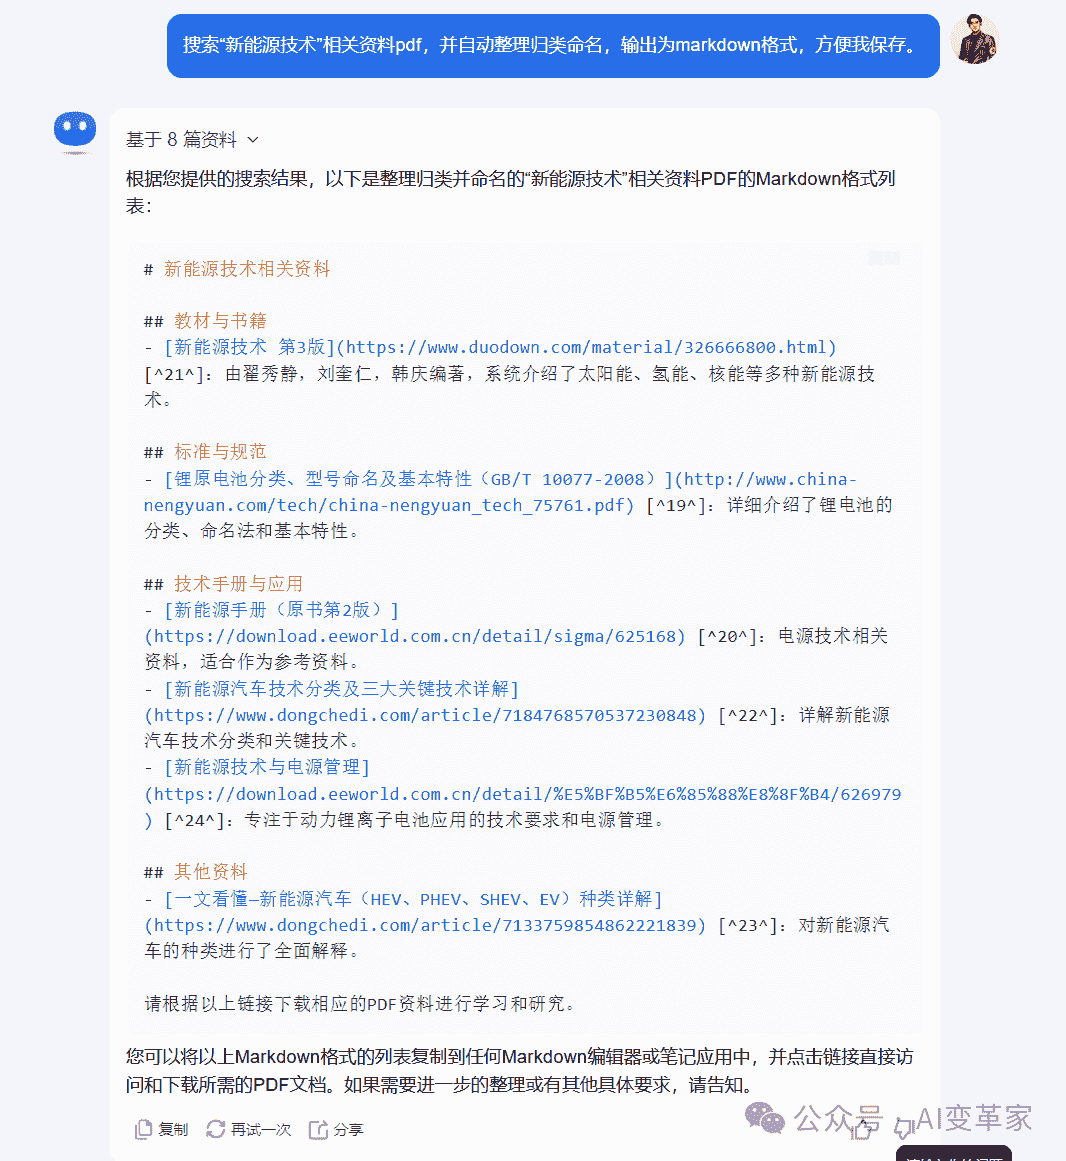 搜索“新能源技术”相关资料pdf，并自动整理归类命名，输出为markdown格式，方便我保存。
基于 8 篇资料
根据您提供的搜索结果，以下是整理归类并命名的“新能源技术”相关资料PDF的Markdown格式列
表：
# 新能源技术相关资料
## 教材与书籍
- [新能源技术 第3版](https://www.duodown.com/material/326666800.html)
[^21^]：由翟秀静，刘奎仁，韩庆编著，系统介绍了太阳能、氢能、核能等多种新能源技
术。
## 标准与规范
- [锂原电池分类、型号命名及基本特性（GB/T 10077-2008）](http://www.china-
nengyuan.com/tech/china-nengyuan_tech_75761.pdf) [^19^]：详细介绍了锂电池的
分类、命名法和基本特性。
## 技术手册与应用
- [新能源手册（原书第2版）]
(https://download.eeworld.com.cn/detail/sigma/625168) [^20^]：电源技术相关
资料，适合作为参考资料。
- [新能源汽车技术分类及三大关键技术详解]
(https://www.dongchedi.com/article/7184768570537230848) [^22^]：详解新能源
汽车技术分类和关键技术。
- [新能源技术与电源管理]
(https://download.eeworld.com.cn/detail/%E5%BF%B5%E6%85%88%E8%8F%B4/626979
) [^24^]：专注于动力锂离子电池应用的技术要求和电源管理。
## 其他资料
- [一文看懂—新能源汽车（HEV、PHEV、SHEV、EV）种类详解]
(https://www.dongchedi.com/article/7133759854862221839) [^23^]：对新能源汽
车的种类进行了全面解释。
请根据以上链接下载相应的PDF资料进行学习和研究。
您可以将以上Markdown格式的列表复制到任何Markdown编辑器或笔记应用中，并点击链接直接访
问和下载所需的PDF文档。如果需要进一步的整理或有其他具体要求，请告知。
复制 再试一次 分享
公众号 · AI变革家